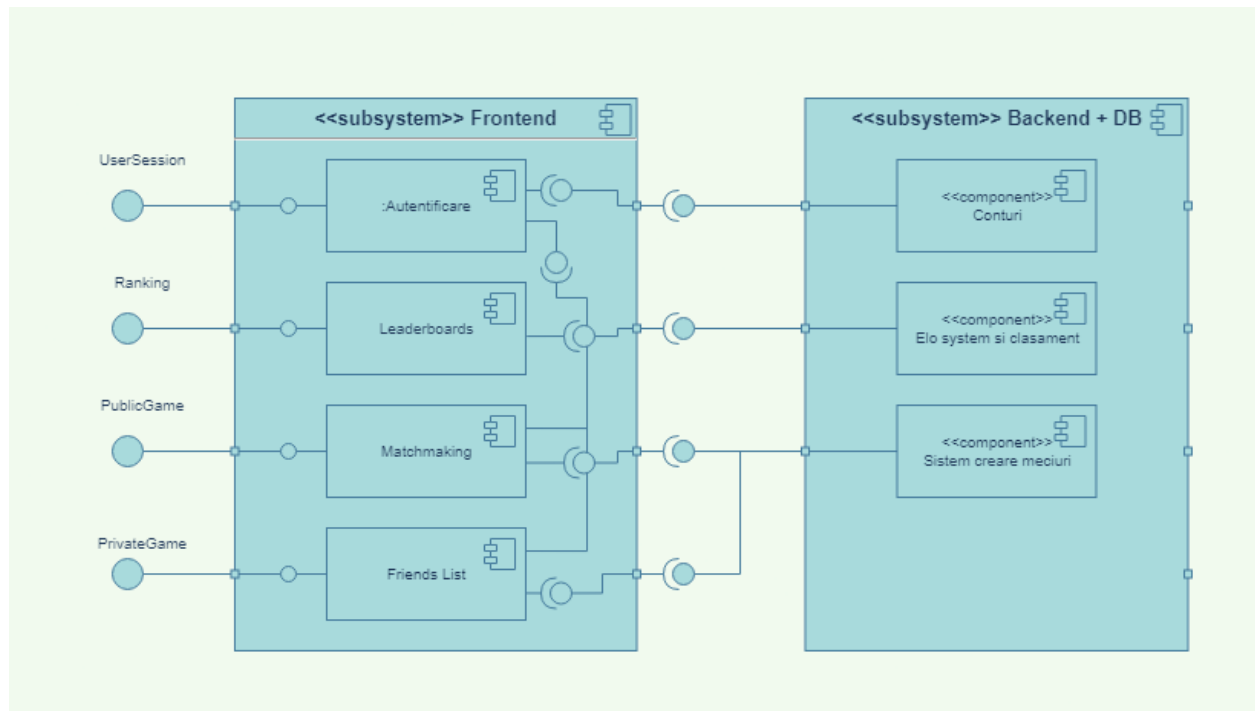 <<subsystem>> Frontend
<<subsystem>> Backend + DB
UserSession
:Autentificare
<<component>>
Conturi
Ranking
Leaderboards
<<component>>
Elo system si clasament
PublicGame
Matchmaking
<<component>>
Sistem creare meciuri
PrivateGame
Friends List